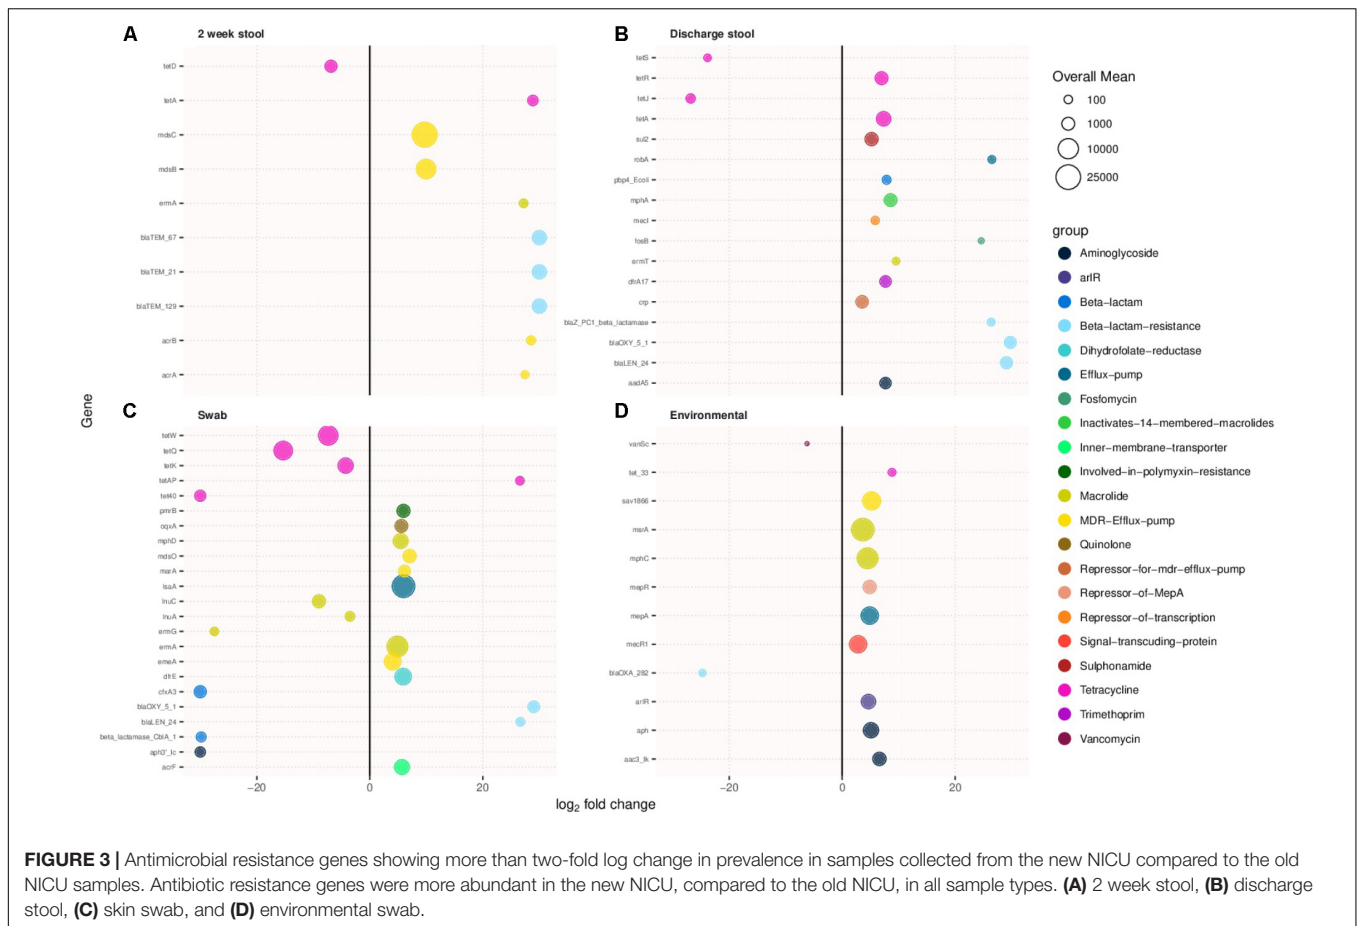 A
2 week stool
tetD
tetA
mdsC
mdsB
ermA
blaTEM_67
blaTEM_21
blaTEM_129
acrB
acrA
B
Discharge stool
tetS
tetR
tetJ
tetA
sul2
robA
pbp4_Ecoli
mphA
mecI
fosB
ermT
dfrA17
crp
blaZ_PC1_beta_lactamase
blaOXY_5_1
blaLEN_24
aadA5
Gene
C
Swab
tetW
tetQ
tetK
tetAP
tet40
pmrB
oqxA
mphD
mdsO
marA
lsaA
lnuC
lnuA
ermG
ermA
emeA
dfrE
cfxA3
blaOXY_5_1
blaLEN_24
beta_lactamase_CblA_1
aph3'_Ic
acrF
−20 0 20
D
Environmental
vanSc
tet_33
sav1866
msrA
mphC
mepR
mepA
mecR1
blaOXA_282
arlR
aph
aac3_Ik
−20 0 20
log2 fold change
Overall Mean
100
1000
10000
25000
group
Aminoglycoside
arlR
Beta−lactam
Beta−lactam−resistance
Dihydrofolate−reductase
Efflux−pump
Fosfomycin
Inactivates−14−membered−macrolides
Inner−membrane−transporter
Involved−in−polymyxin−resistance
Macrolide
MDR−Efflux−pump
Quinolone
Repressor−for−mdr−efflux−pump
Repressor−of−MepA
Repressor−of−transcription
Signal−transcuding−protein
Sulphonamide
Tetracycline
Trimethoprim
Vancomycin
FIGURE 3 | Antimicrobial resistance genes showing more than two-fold log change in prevalence in samples collected from the new NICU compared to the old
NICU samples. Antibiotic resistance genes were more abundant in the new NICU, compared to the old NICU, in all sample types. (A) 2 week stool, (B) discharge
stool, (C) skin swab, and (D) environmental swab.